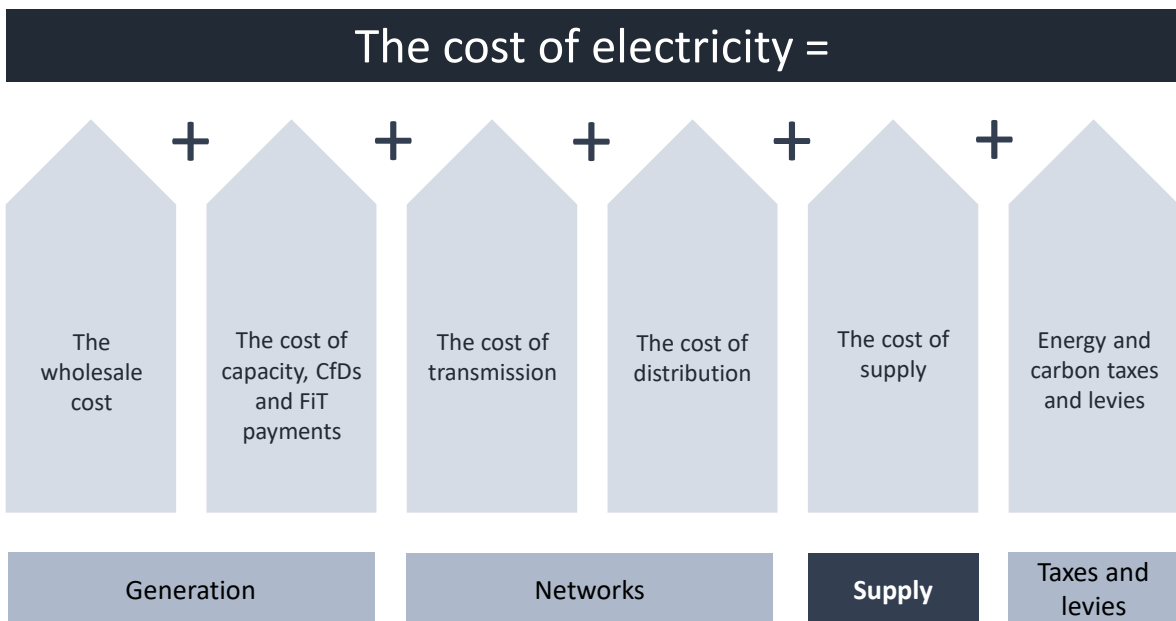 The cost of electricity =
+ + + + +
The
wholesale
cost
The cost of
capacity, CfDs
and FiT
payments
The cost of
transmission
The cost of
distribution
The cost of
supply
Energy and
carbon taxes
and levies
Generation
Networks
Supply
Taxes and
levies